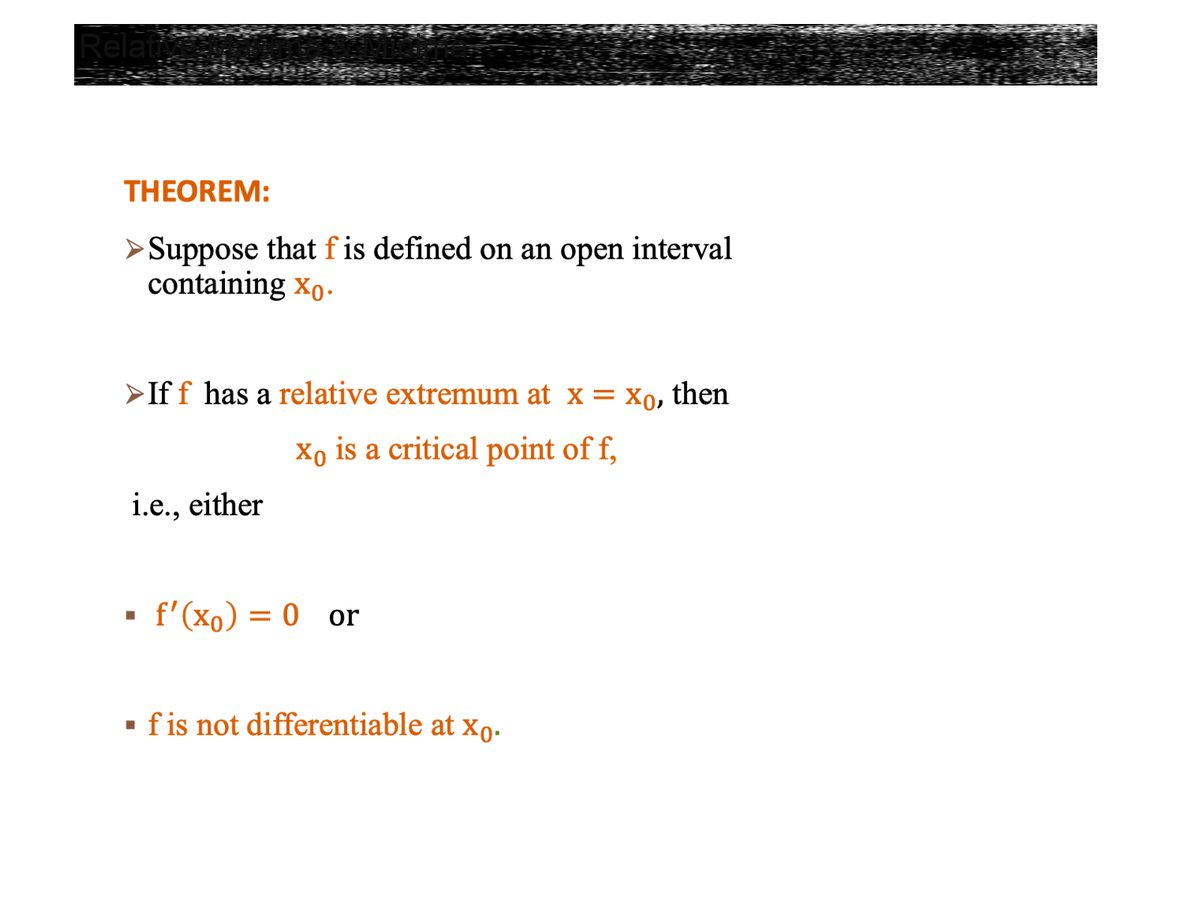 THEOREM:
➢Suppose that f is defined on an open interval
containing x₀.
➢If f has a relative extremum at x = x₀, then
x₀ is a critical point of f,
i.e., either
▪ f′(x₀) = 0 or
▪ f is not differentiable at x₀.